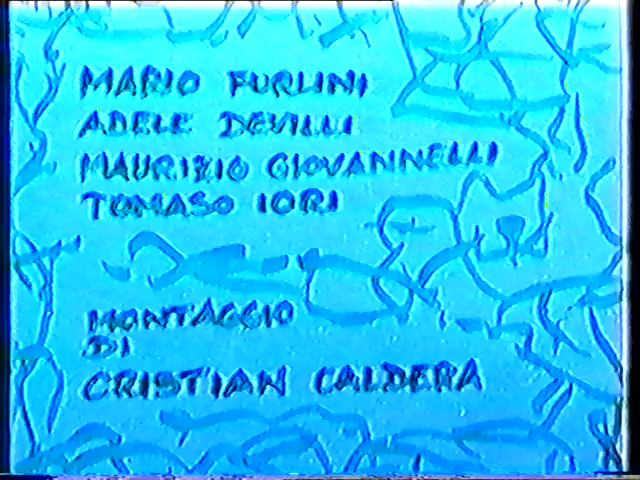 MARIO FURLINI
ADELE DEVILLI
MAURIZIO GIOVANNELLI
TOMASO IORI
MONTAGGIO
DI
CRISTIAN CALDERA